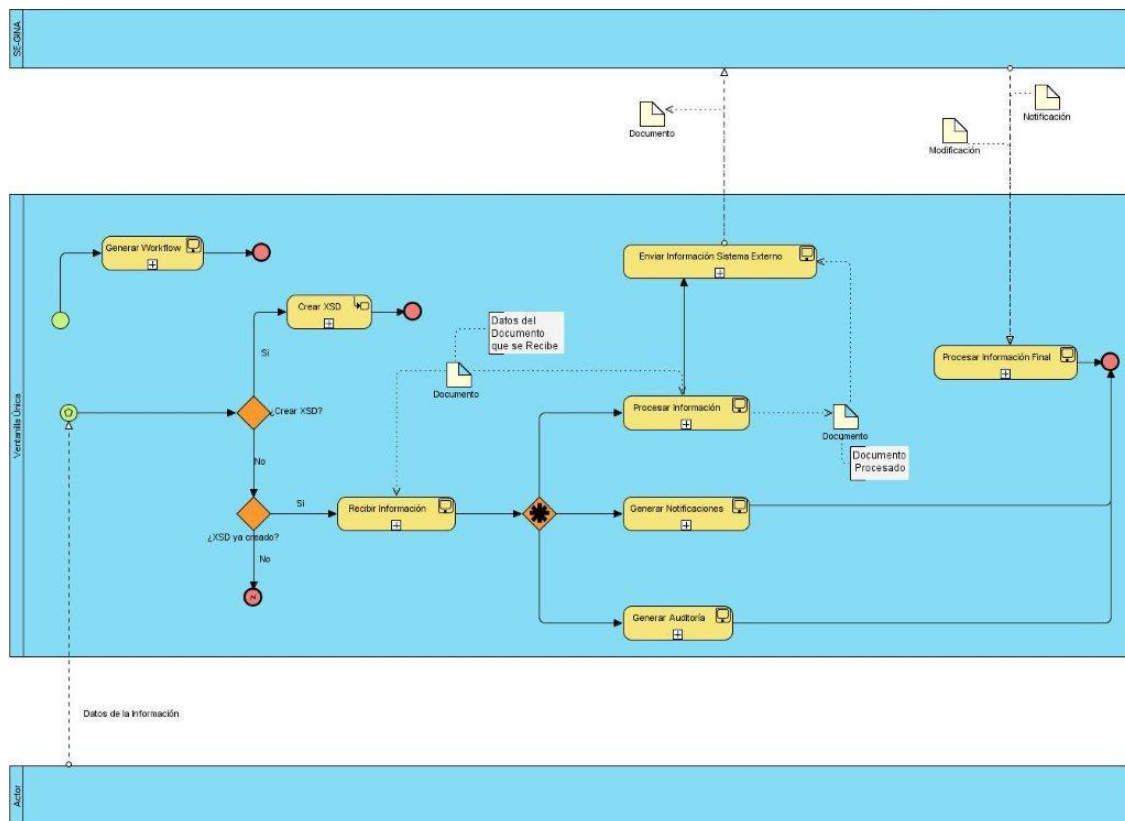 SE-GINA
Documento
Notificación
Modificación
Ventanilla Única
Generar Workflow
Enviar Información Sistema Externo
Crear XSD
Datos del
Documento
que se Recibe
Si
Procesar Información Final
Documento
¿Crear XSD?
Procesar Información
Documento
Documento
Procesado
No
Si
Recibir Información
Generar Notificaciones
¿XSD ya creado?
No
Generar Auditoría
Datos de la Información
Actor